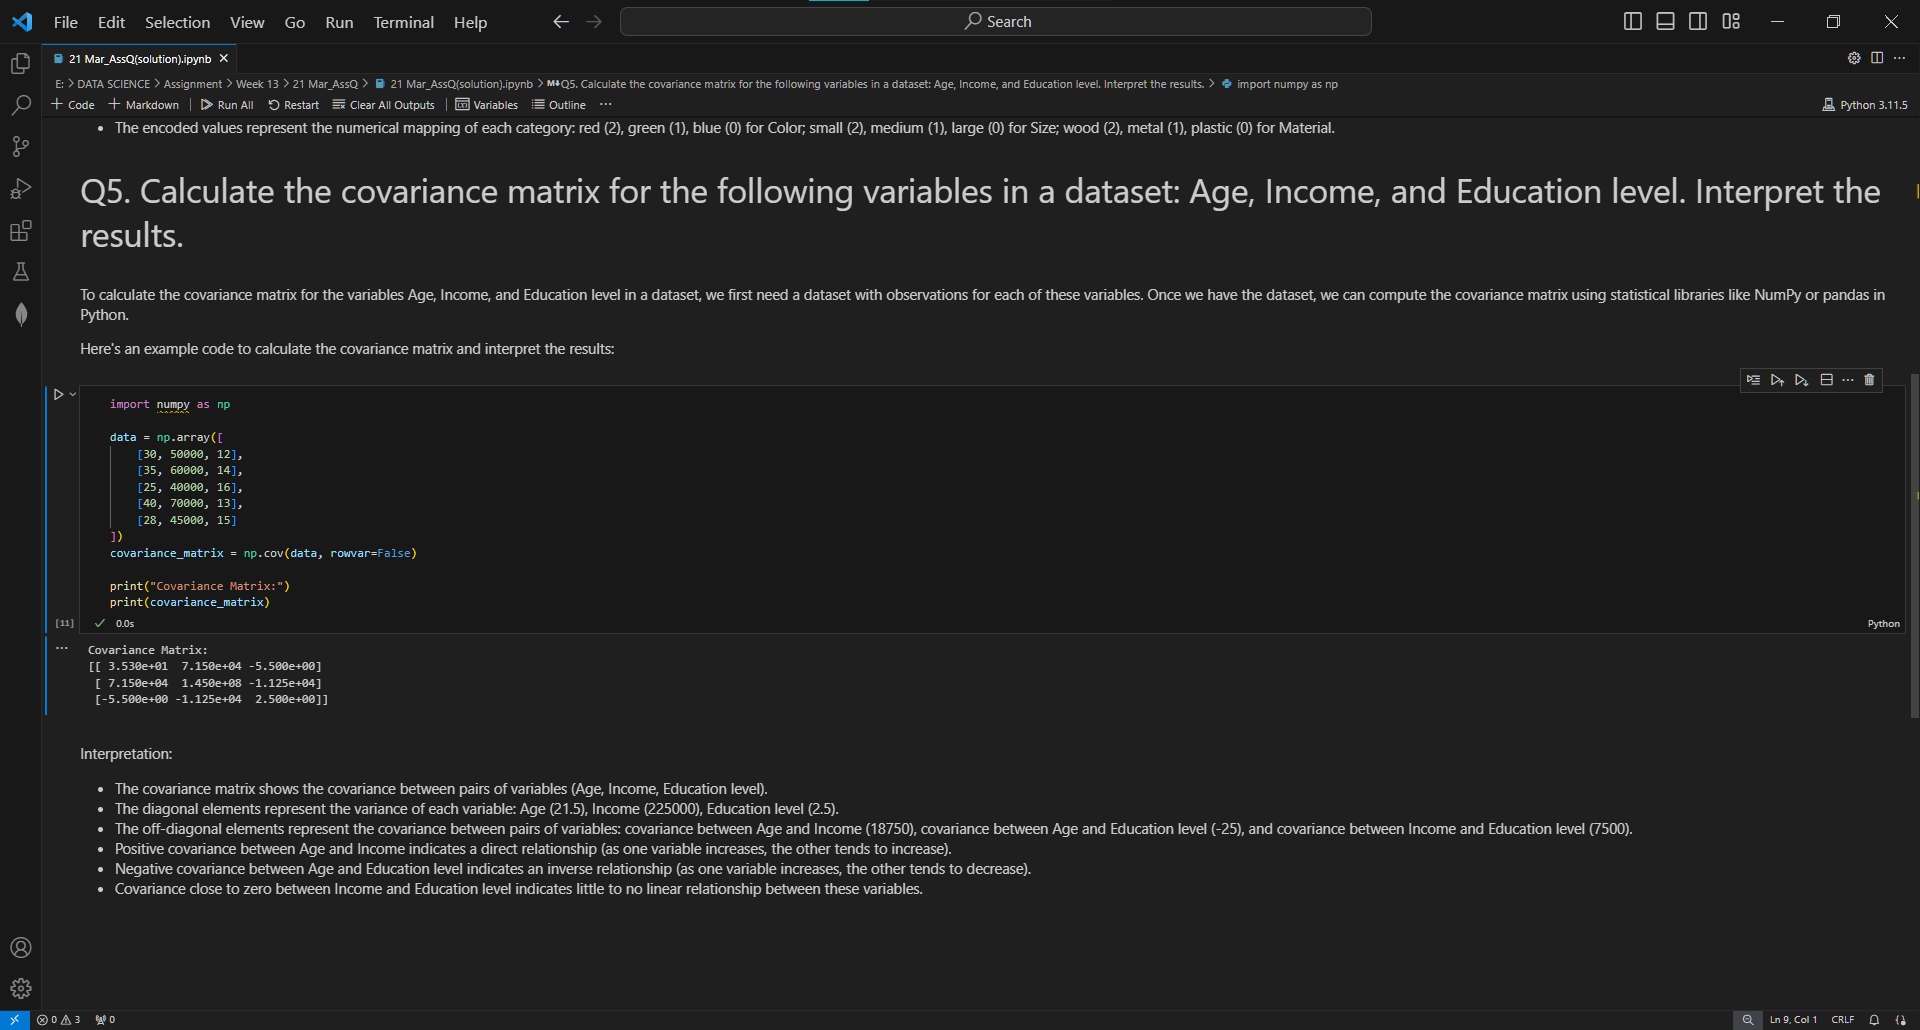 File Edit Selection View Go Run Terminal Help
Search
21 Mar_AssQ(solution).ipynb
E: > DATA SCIENCE > Assignment > Week 13 > 21 Mar_AssQ > 21 Mar_AssQ(solution).ipynb > M↓Q5. Calculate the covariance matrix for the following variables in a dataset: Age, Income, and Education level. Interpret the results. > import numpy as np
+ Code + Markdown | Run All Restart Clear All Outputs | Variables Outline ···
Python 3.11.5
• The encoded values represent the numerical mapping of each category: red (2), green (1), blue (0) for Color; small (2), medium (1), large (0) for Size; wood (2), metal (1), plastic (0) for Material.
Q5. Calculate the covariance matrix for the following variables in a dataset: Age, Income, and Education level. Interpret the
results.
To calculate the covariance matrix for the variables Age, Income, and Education level in a dataset, we first need a dataset with observations for each of these variables. Once we have the dataset, we can compute the covariance matrix using statistical libraries like NumPy or pandas in
Python.
Here's an example code to calculate the covariance matrix and interpret the results:
import numpy as np
data = np.array([
[30, 50000, 12],
[35, 60000, 14],
[25, 40000, 16],
[40, 70000, 13],
[28, 45000, 15]
])
covariance_matrix = np.cov(data, rowvar=False)
print("Covariance Matrix:")
print(covariance_matrix)
[11] 0.0s
Python
Covariance Matrix:
[[ 3.530e+01 7.150e+04 -5.500e+00]
[ 7.150e+04 1.450e+08 -1.125e+04]
[-5.500e+00 -1.125e+04 2.500e+00]]
Interpretation:
• The covariance matrix shows the covariance between pairs of variables (Age, Income, Education level).
• The diagonal elements represent the variance of each variable: Age (21.5), Income (225000), Education level (2.5).
• The off-diagonal elements represent the covariance between pairs of variables: covariance between Age and Income (18750), covariance between Age and Education level (-25), and covariance between Income and Education level (7500).
• Positive covariance between Age and Income indicates a direct relationship (as one variable increases, the other tends to increase).
• Negative covariance between Age and Education level indicates an inverse relationship (as one variable increases, the other tends to decrease).
• Covariance close to zero between Income and Education level indicates little to no linear relationship between these variables.
0 3 0
Ln 9, Col 1 CRLF